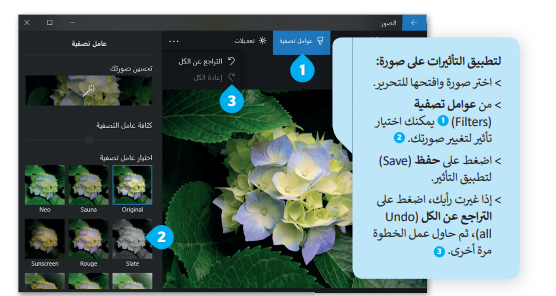 الصور
عوامل تصفية
تعديلات
...
التراجع عن الكل
إعادة الكل
1
3
عامل تصفية
تحسين صورتك
كثافة عامل التصفية
اختيار عامل تصفية
Neo Sauna Original
Sunscreen Rouge Slate
2
لتطبيق التأثيرات على صورة:
> اختر صورة وافتحها للتحرير.
> من عوامل تصفية
(Filters) 1 يمكنك اختيار
تأثير لتغيير صورتك. 2
> اضغط على حفظ (Save)
لتطبيق التأثير.
> إذا غيرت رأيك، اضغط على
التراجع عن الكل (Undo
all)، ثم حاول عمل الخطوة
مرة أخرى. 3